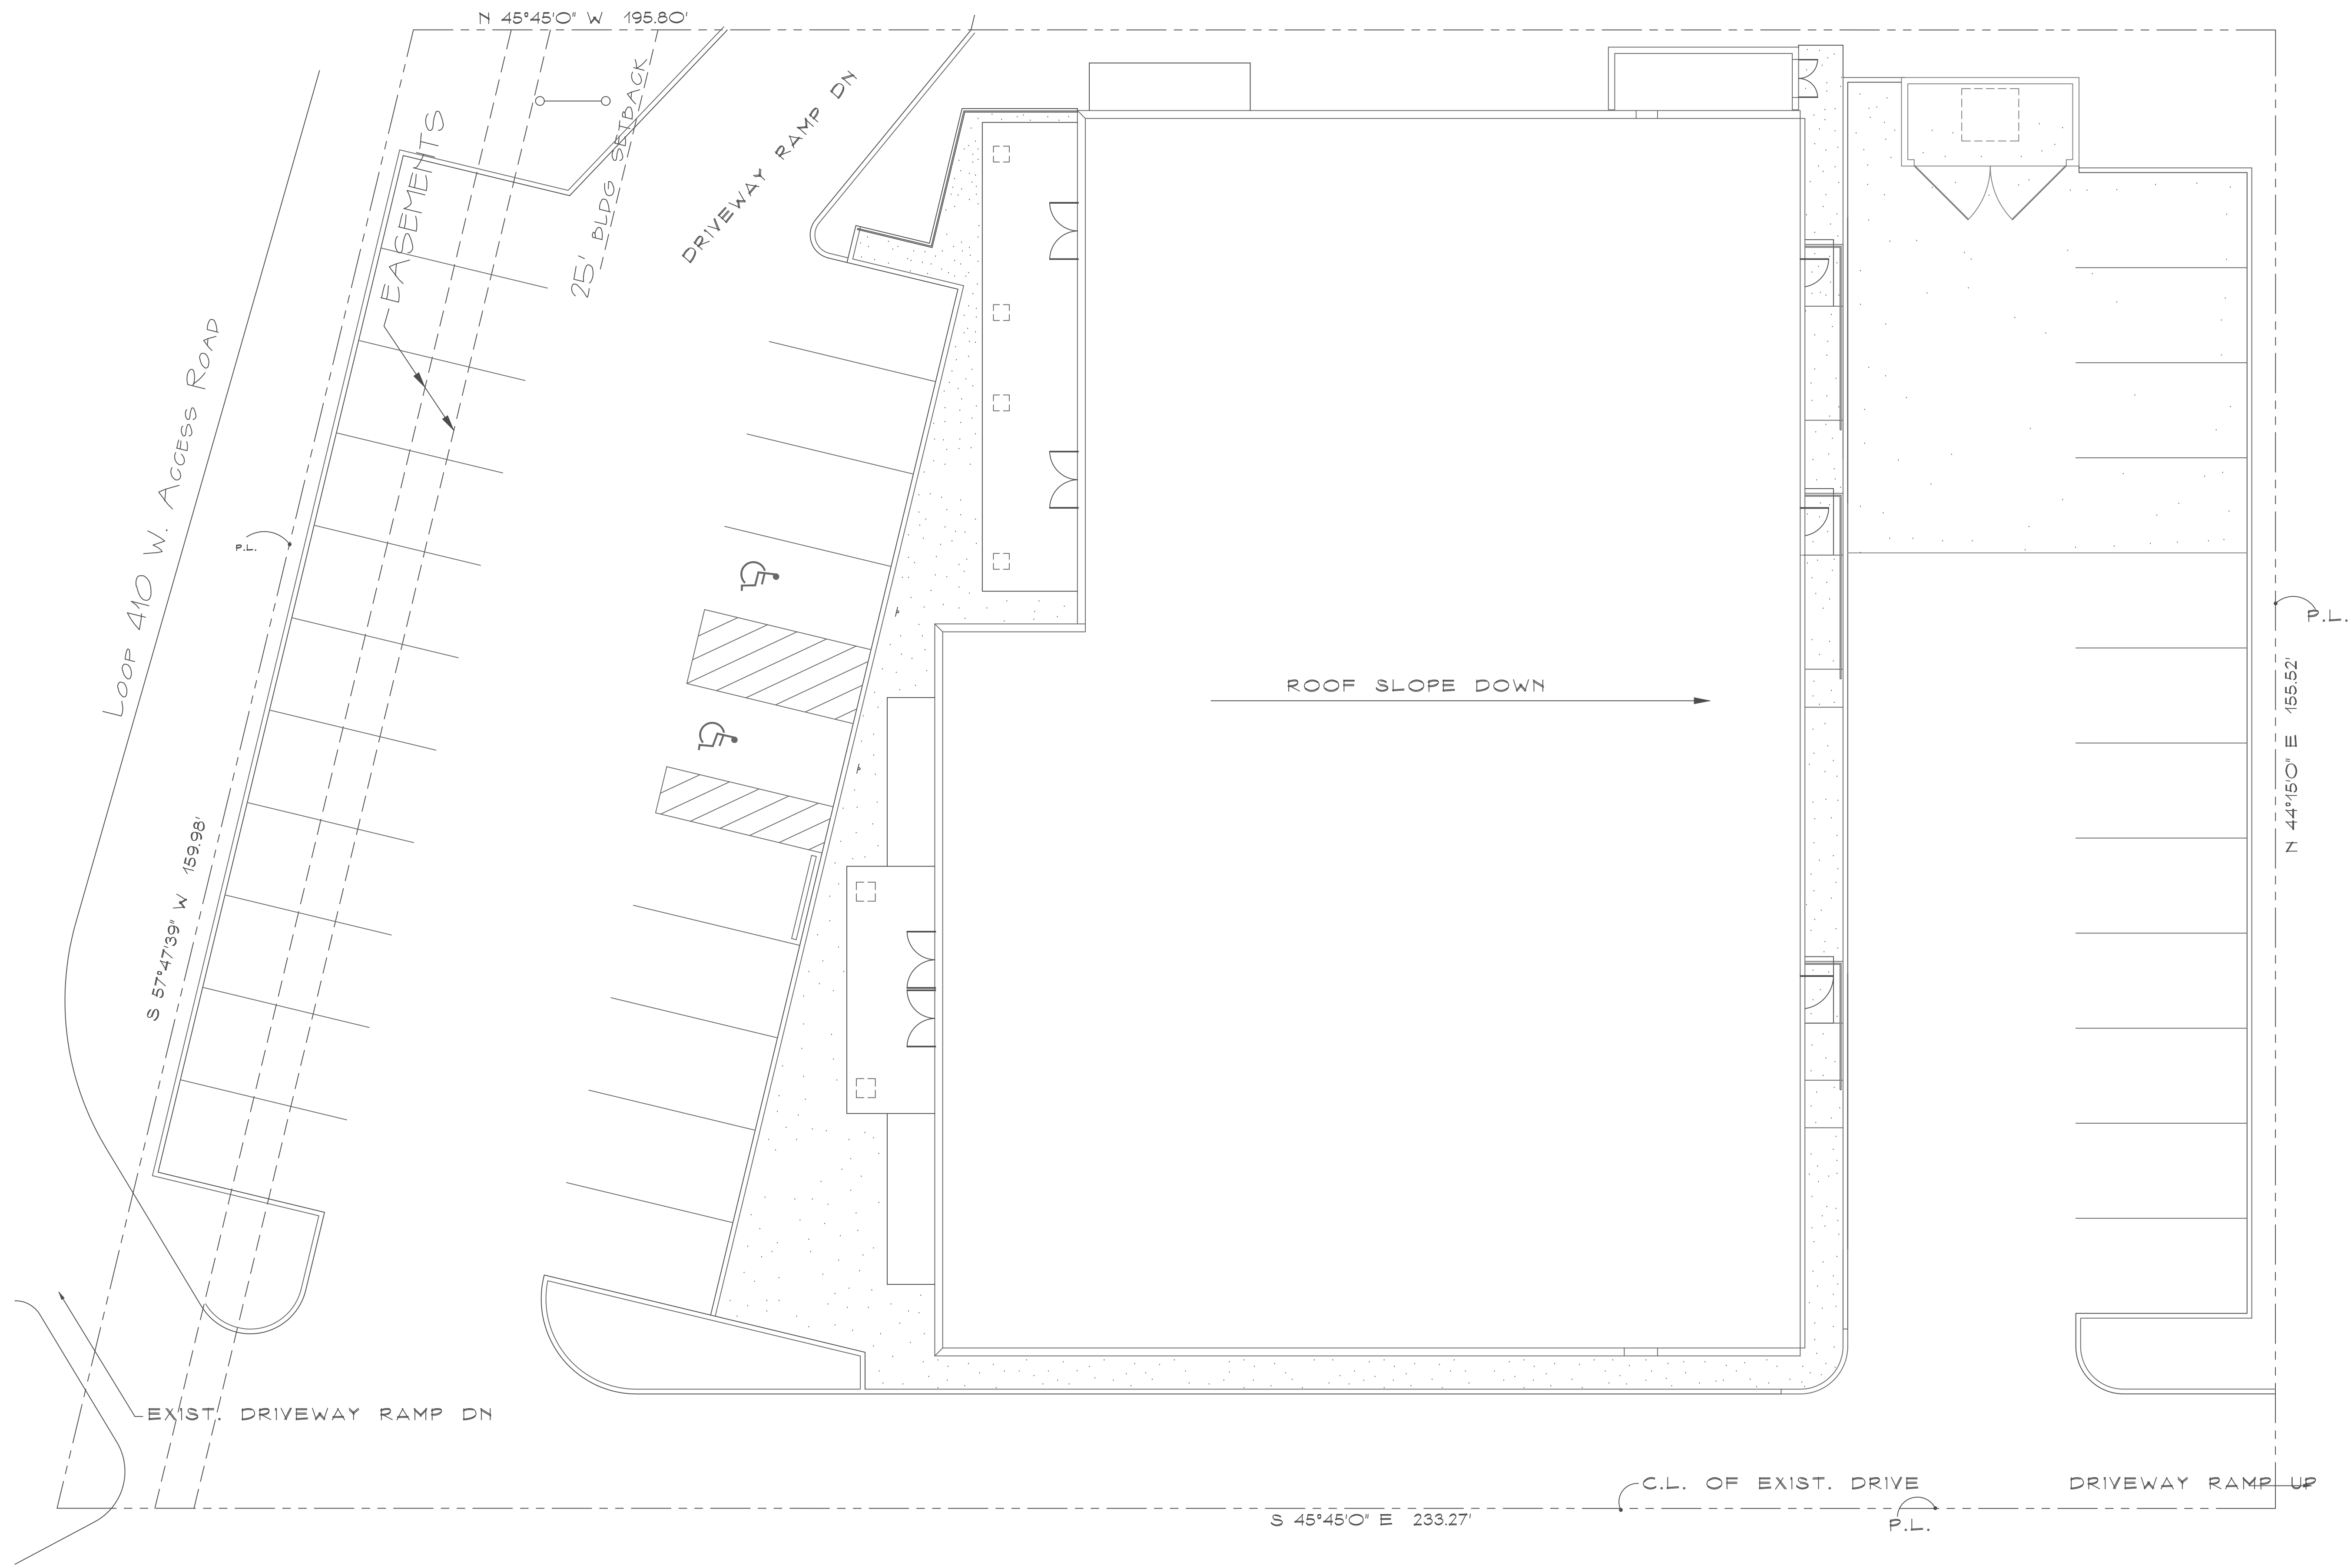 N 45°45'0" W 195.80'
EASEMENTS
25' BLDG SETBACK
DRIVEWAY RAMP DN
LOOP 410 W. ACCESS ROAD
P.L.
S 57°47'39" W 159.98'
ROOF SLOPE DOWN
P.L.
N 44°15'0" E 155.52'
EXIST. DRIVEWAY RAMP DN
C.L. OF EXIST. DRIVE
DRIVEWAY RAMP UP
S 45°45'0" E 233.27'
P.L.